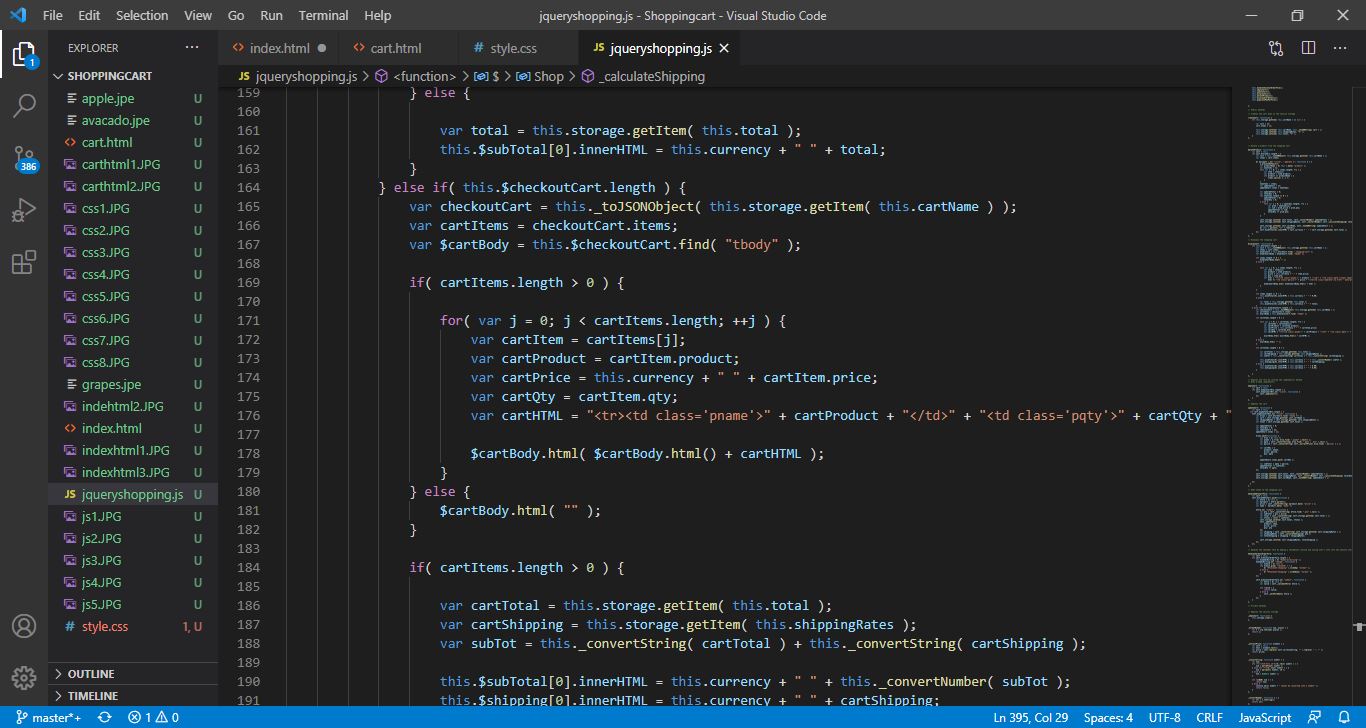 File Edit Selection View Go Run Terminal Help jqueryshopping.js - Shoppingcart - Visual Studio Code
EXPLORER
index.html
cart.html
# style.css
JS jqueryshopping.js
1
386
SHOPPINGCART
apple.jpe U
avacado.jpe U
cart.html U
carthtml1.JPG U
carthtml2.JPG U
css1.JPG U
css2.JPG U
css3.JPG U
css4.JPG U
css5.JPG U
css6.JPG U
css7.JPG U
css8.JPG U
grapes.jpe U
indehtml2.JPG U
index.html U
indexhtml1.JPG U
indexhtml3.JPG U
JS jqueryshopping.js U
js1.JPG U
js2.JPG U
js3.JPG U
js4.JPG U
js5.JPG U
# style.css 1, U
OUTLINE
TIMELINE
JS jqueryshopping.js > <function> > $ > Shop > _calculateShipping
159 } else {
160
161 var total = this.storage.getItem( this.total );
162 this.$subTotal[0].innerHTML = this.currency + " " + total;
163 }
164 } else if( this.$checkoutCart.length ) {
165 var checkoutCart = this._toJSONObject( this.storage.getItem( this.cartName ) );
166 var cartItems = checkoutCart.items;
167 var $cartBody = this.$checkoutCart.find( "tbody" );
168
169 if( cartItems.length > 0 ) {
170
171 for( var j = 0; j < cartItems.length; ++j ) {
172 var cartItem = cartItems[j];
173 var cartProduct = cartItem.product;
174 var cartPrice = this.currency + " " + cartItem.price;
175 var cartQty = cartItem.qty;
176 var cartHTML = "<tr><td class='pname'>" + cartProduct + "</td>" + "<td class='pqty'>" + cartQty + "
177
178 $cartBody.html( $cartBody.html() + cartHTML );
179 }
180 } else {
181 $cartBody.html( "" );
182 }
183
184 if( cartItems.length > 0 ) {
185
186 var cartTotal = this.storage.getItem( this.total );
187 var cartShipping = this.storage.getItem( this.shippingRates );
188 var subTot = this._convertString( cartTotal ) + this._convertString( cartShipping );
189
190 this.$subTotal[0].innerHTML = this.currency + " " + this._convertNumber( subTot );
191 this.$shipping[0].innerHTML = this.currency + " " + cartShipping;
master*+ 1 0 Ln 395, Col 29 Spaces: 4 UTF-8 CRLF JavaScript